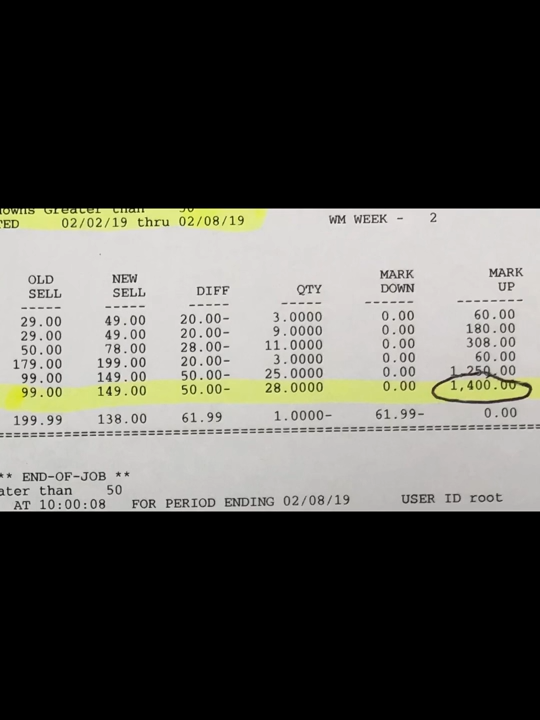 owns Greater than 50
TED 02/02/19 thru 02/08/19 WM WEEK - 2
OLD NEW MARK MARK
SELL SELL DIFF QTY DOWN UP
----- ----- ----- ----- ------ --------
29.00 49.00 20.00- 3.0000 0.00 60.00
29.00 49.00 20.00- 9.0000 0.00 180.00
50.00 78.00 28.00- 11.0000 0.00 308.00
179.00 199.00 20.00- 3.0000 0.00 60.00
99.00 149.00 50.00- 25.0000 0.00 1,250.00
99.00 149.00 50.00- 28.0000 0.00 1,400.00
199.99 138.00 61.99 1.0000- 61.99- 0.00
** END-OF-JOB **
ater than 50
AT 10:00:08 FOR PERIOD ENDING 02/08/19 USER ID root